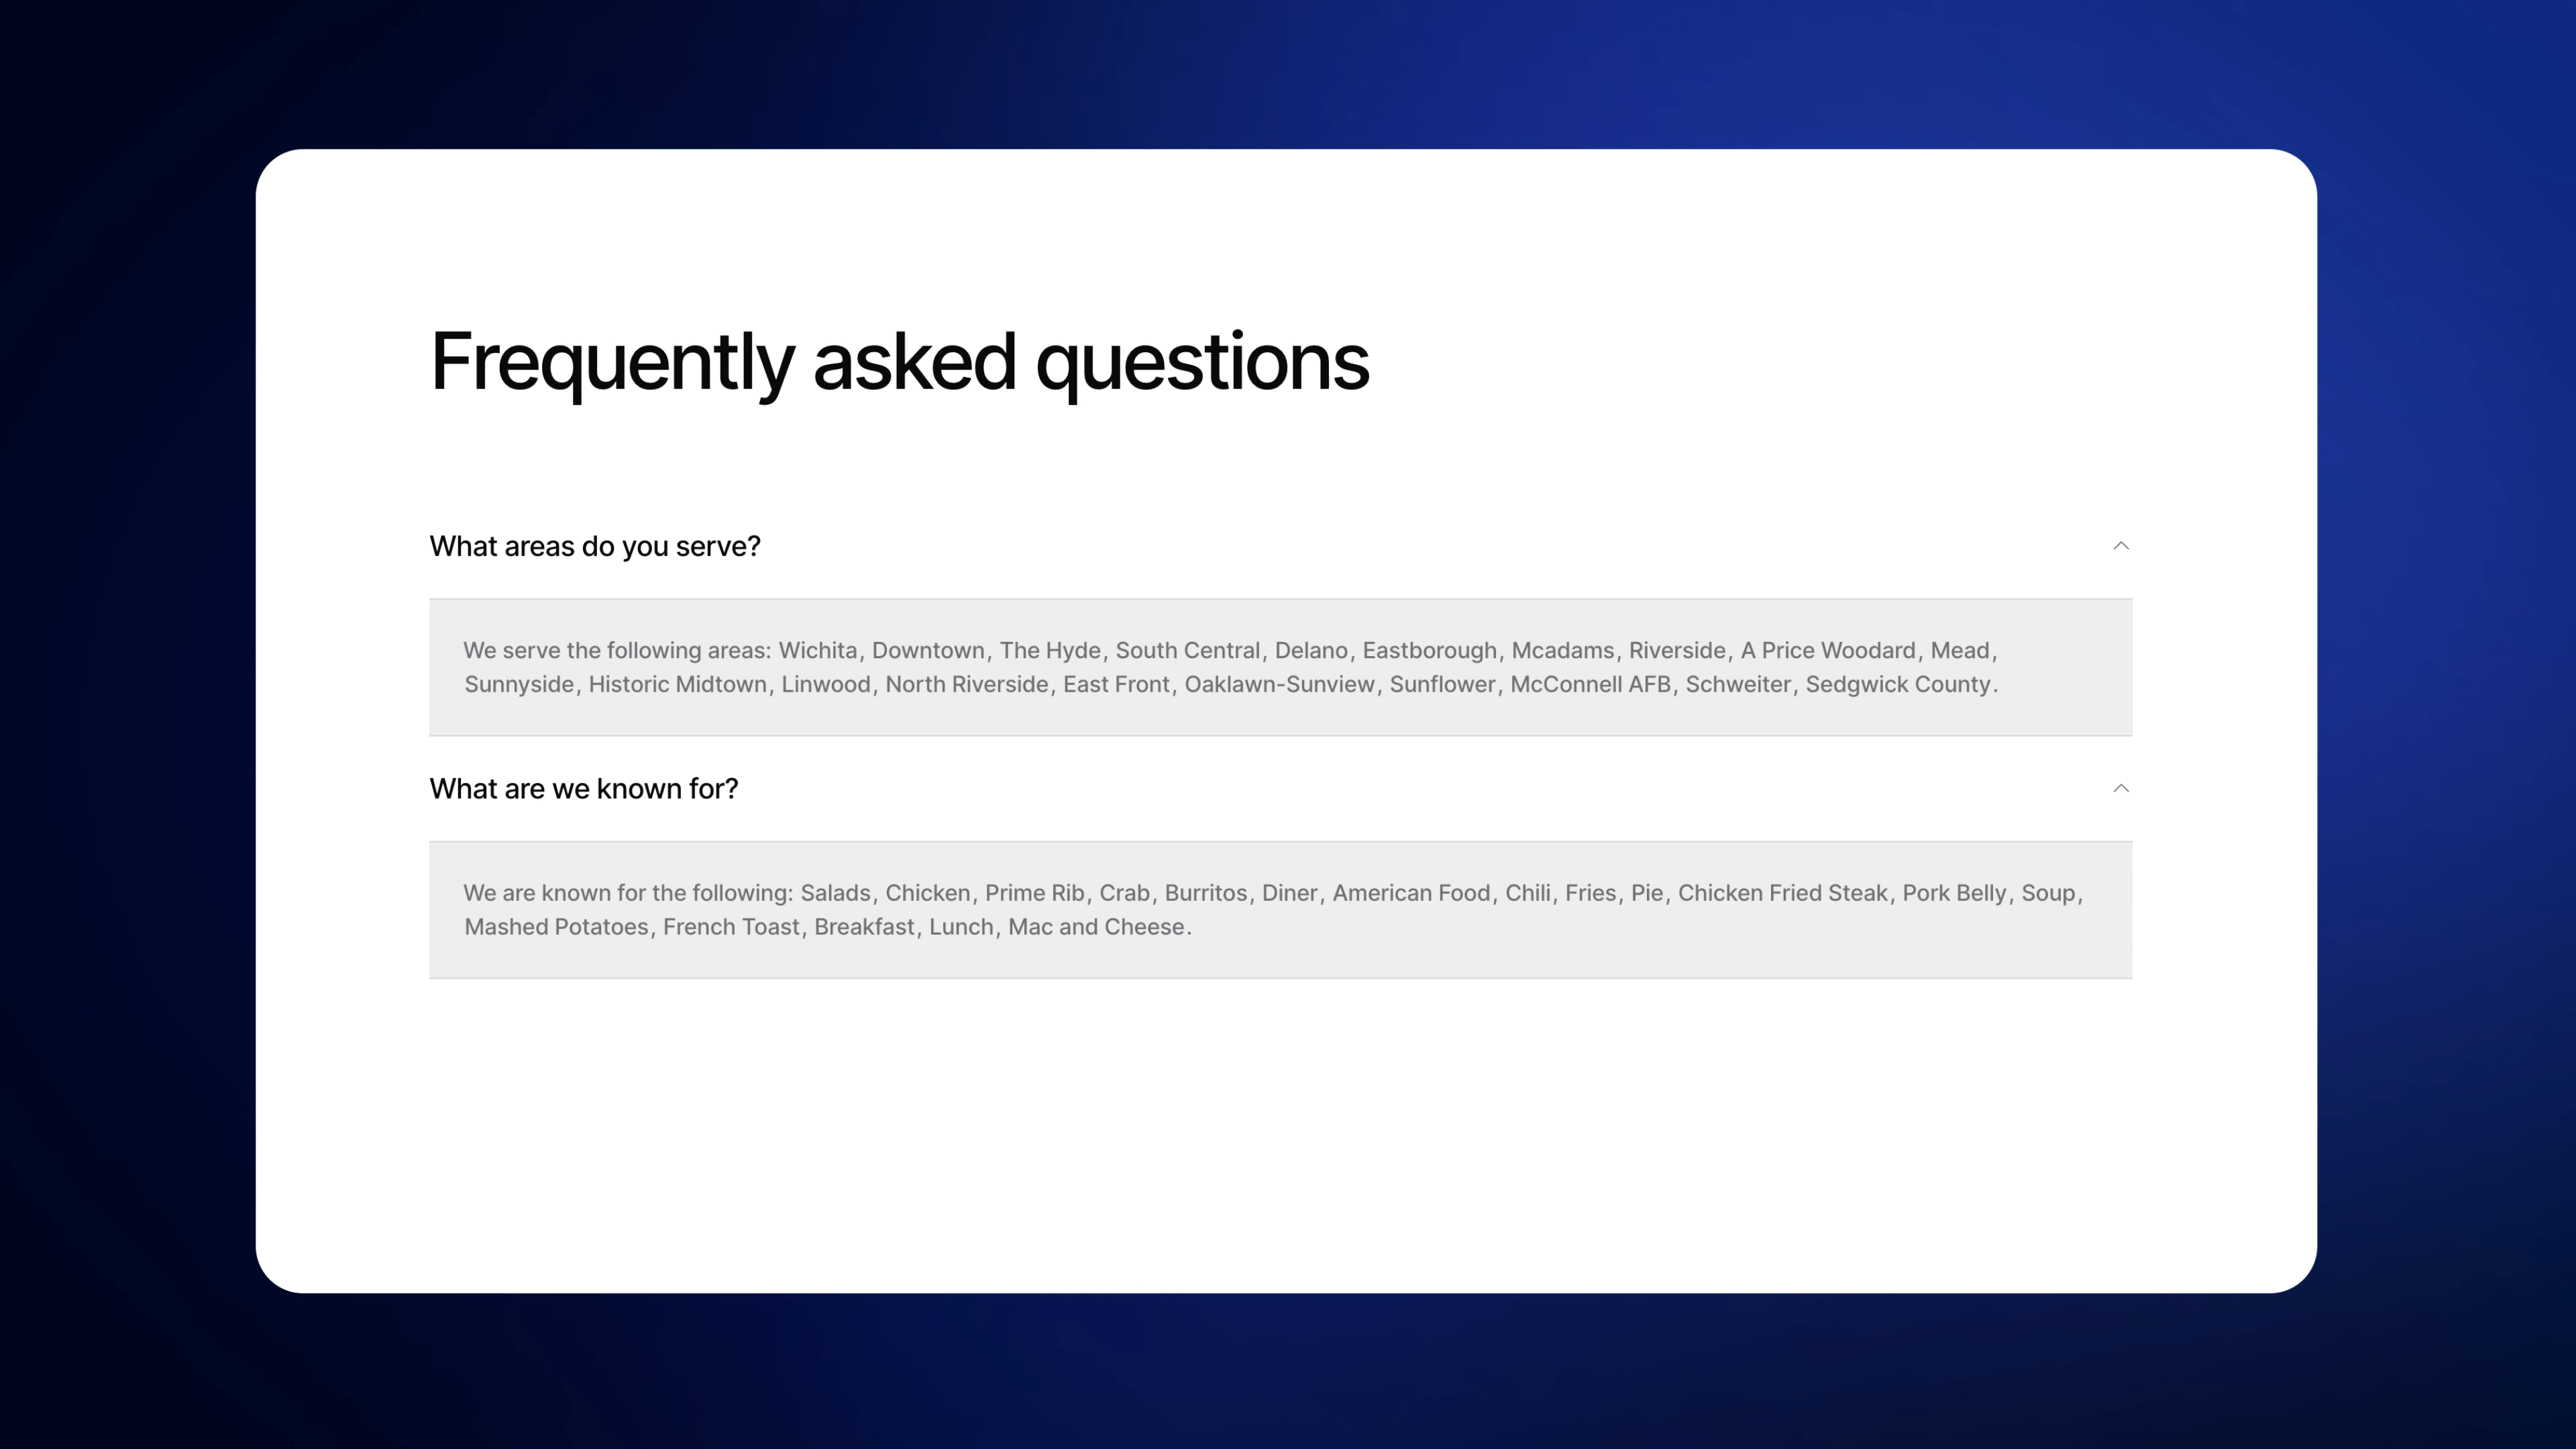 Frequently asked questions
What areas do you serve?
We serve the following areas: Wichita, Downtown, The Hyde, South Central, Delano, Eastborough, Mcadams, Riverside, A Price Woodard, Mead,
Sunnyside, Historic Midtown, Linwood, North Riverside, East Front, Oaklawn-Sunview, Sunflower, McConnell AFB, Schweiter, Sedgwick County.
What are we known for?
We are known for the following: Salads, Chicken, Prime Rib, Crab, Burritos, Diner, American Food, Chili, Fries, Pie, Chicken Fried Steak, Pork Belly, Soup,
Mashed Potatoes, French Toast, Breakfast, Lunch, Mac and Cheese.